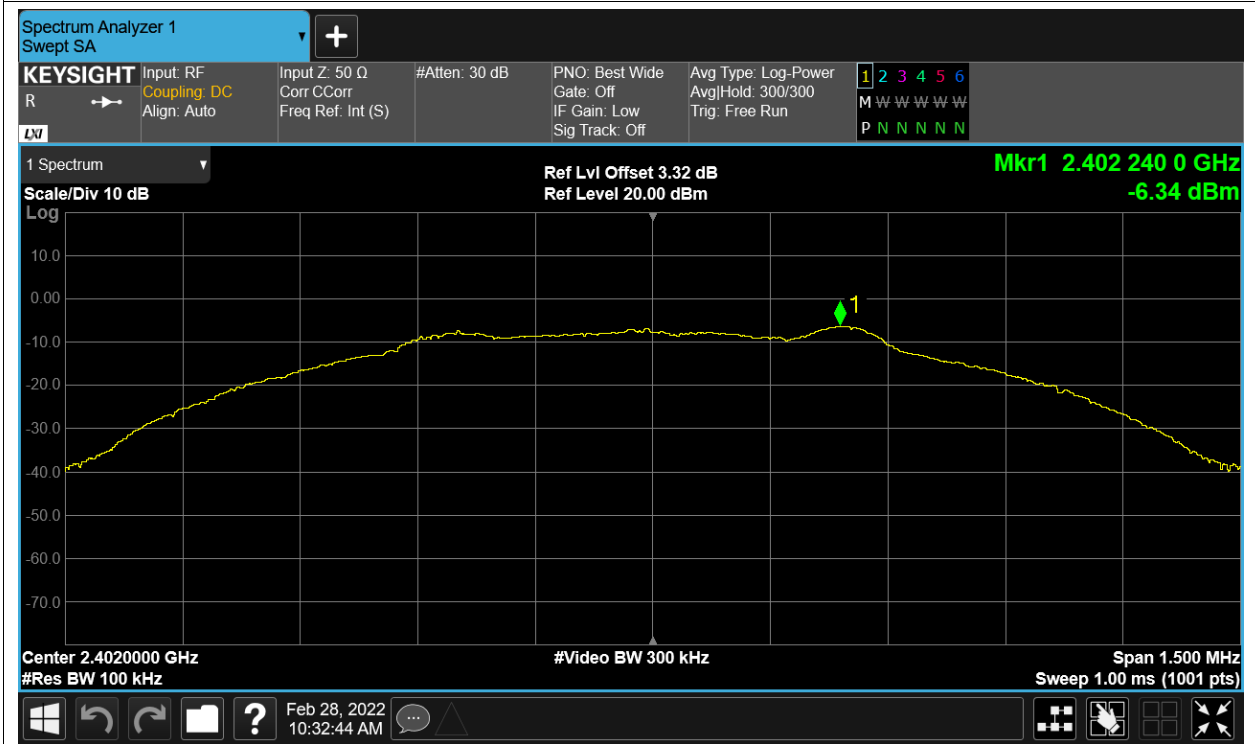 Spectrum Analyzer 1
Swept SA
KEYSIGHT
R
LXI
Input: RF
Coupling: DC
Align: Auto
Input Z: 50 Ω
Corr CCorr
Freq Ref: Int (S)
#Atten: 30 dB
PNO: Best Wide
Gate: Off
IF Gain: Low
Sig Track: Off
Avg Type: Log-Power
Avg|Hold: 300/300
Trig: Free Run
1 2 3 4 5 6
M W W W W W
P N N N N N
1 Spectrum
Scale/Div 10 dB
Log
Ref Lvl Offset 3.32 dB
Ref Level 20.00 dBm
Mkr1 2.402 240 0 GHz
-6.34 dBm
10.0
0.00
-10.0
-20.0
-30.0
-40.0
-50.0
-60.0
-70.0
1
Center 2.4020000 GHz
#Res BW 100 kHz
#Video BW 300 kHz
Span 1.500 MHz
Sweep 1.00 ms (1001 pts)
?
Feb 28, 2022
10:32:44 AM